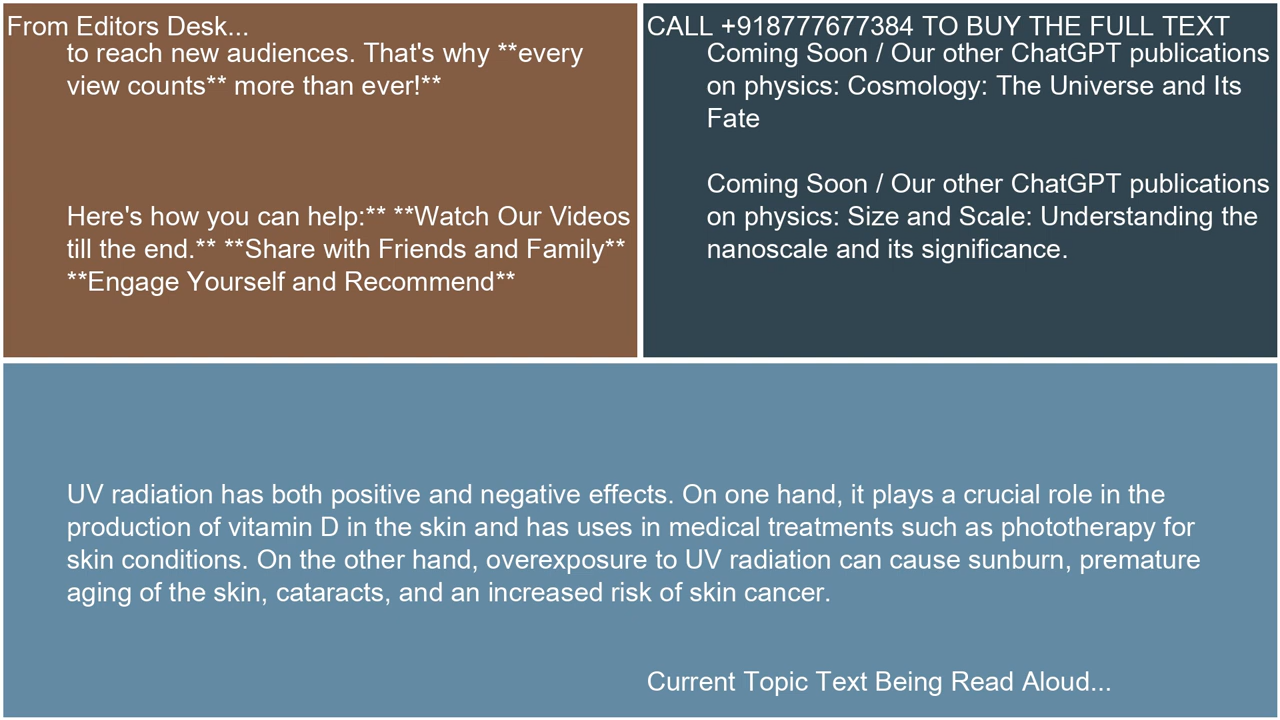 From Editors Desk...
to reach new audiences. That's why **every
view counts** more than ever!**
Here's how you can help:** **Watch Our Videos
till the end.** **Share with Friends and Family**
**Engage Yourself and Recommend**
CALL +918777677384 TO BUY THE FULL TEXT
Coming Soon / Our other ChatGPT publications
on physics: Cosmology: The Universe and Its
Fate
Coming Soon / Our other ChatGPT publications
on physics: Size and Scale: Understanding the
nanoscale and its significance.
UV radiation has both positive and negative effects. On one hand, it plays a crucial role in the
production of vitamin D in the skin and has uses in medical treatments such as phototherapy for
skin conditions. On the other hand, overexposure to UV radiation can cause sunburn, premature
aging of the skin, cataracts, and an increased risk of skin cancer.
Current Topic Text Being Read Aloud...